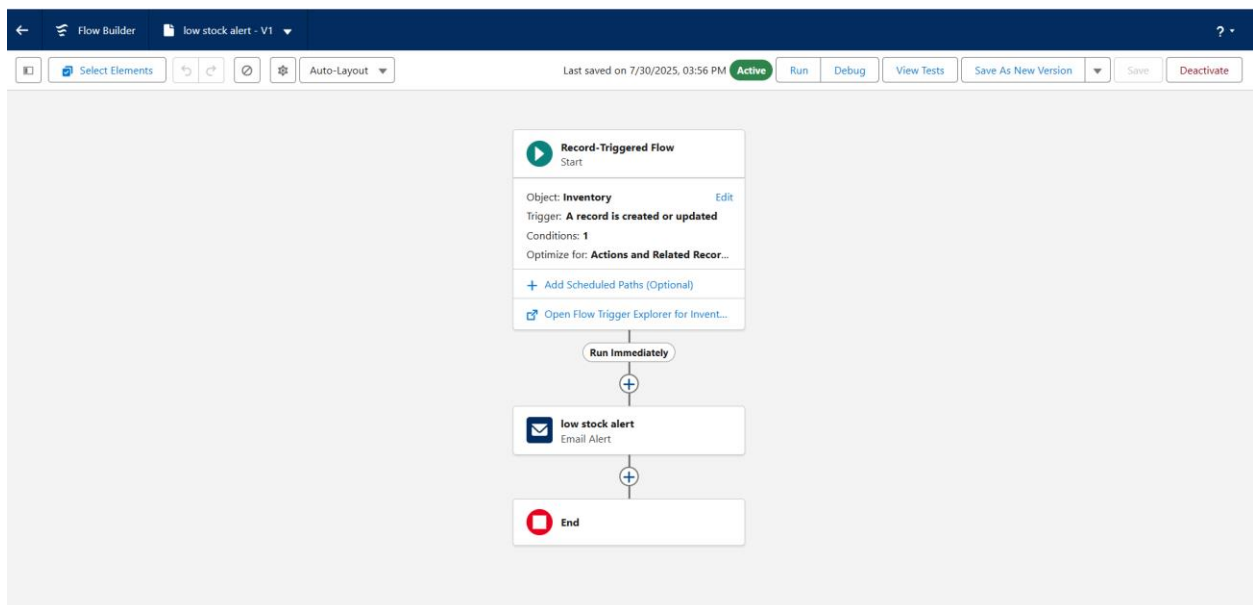 Flow Builder
low stock alert - V1
?
Select Elements
Auto-Layout
Last saved on 7/30/2025, 03:56 PM
Active
Run
Debug
View Tests
Save As New Version
Save
Deactivate
Record-Triggered Flow
Start
Object: Inventory
Edit
Trigger: A record is created or updated
Conditions: 1
Optimize for: Actions and Related Recor...
+ Add Scheduled Paths (Optional)
Open Flow Trigger Explorer for Invent...
Run Immediately
low stock alert
Email Alert
End